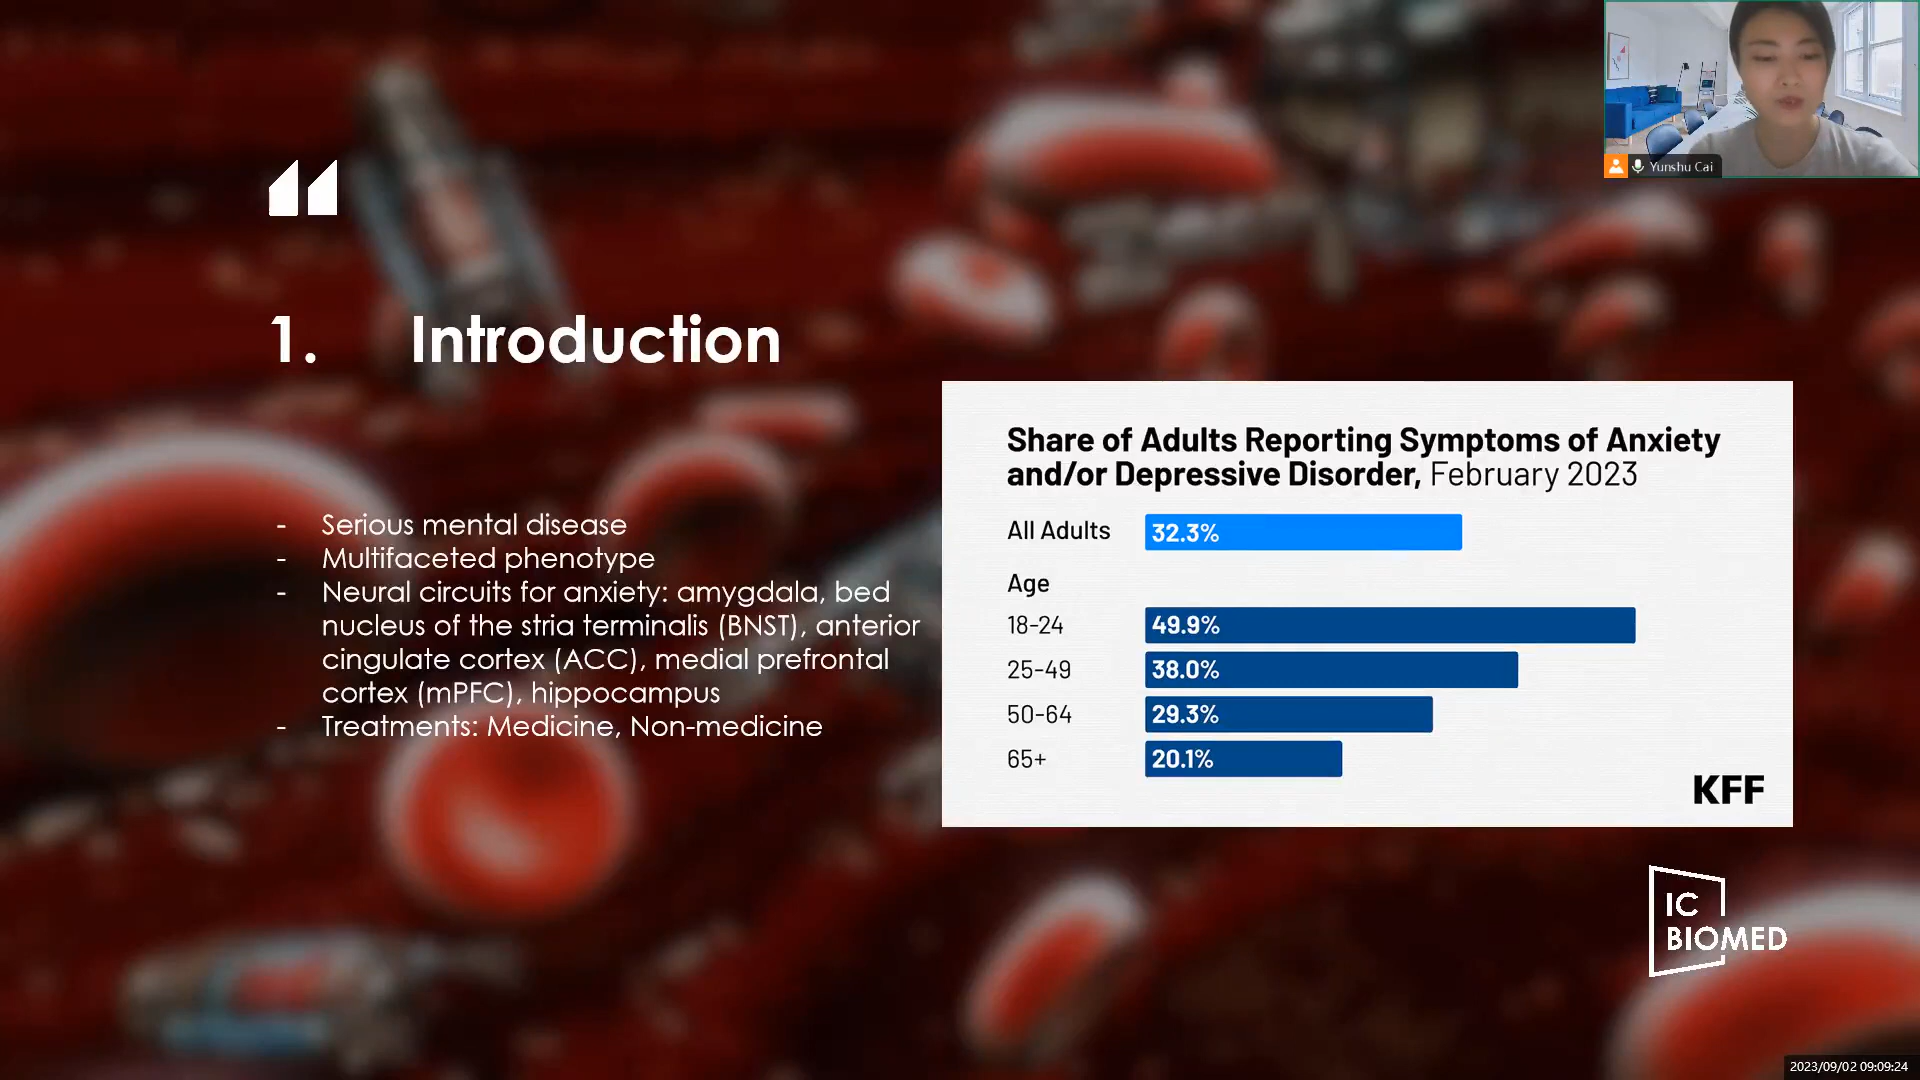 Yunshu Cai
1. Introduction
- Serious mental disease
- Multifaceted phenotype
- Neural circuits for anxiety: amygdala, bed
nucleus of the stria terminalis (BNST), anterior
cingulate cortex (ACC), medial prefrontal
cortex (mPFC), hippocampus
- Treatments: Medicine, Non-medicine
Share of Adults Reporting Symptoms of Anxiety
and/or Depressive Disorder, February 2023
All Adults 32.3%
Age
18-24 49.9%
25-49 38.0%
50-64 29.3%
65+ 20.1%
KFF
IC
BIOMED
2023/09/02 09:09:24